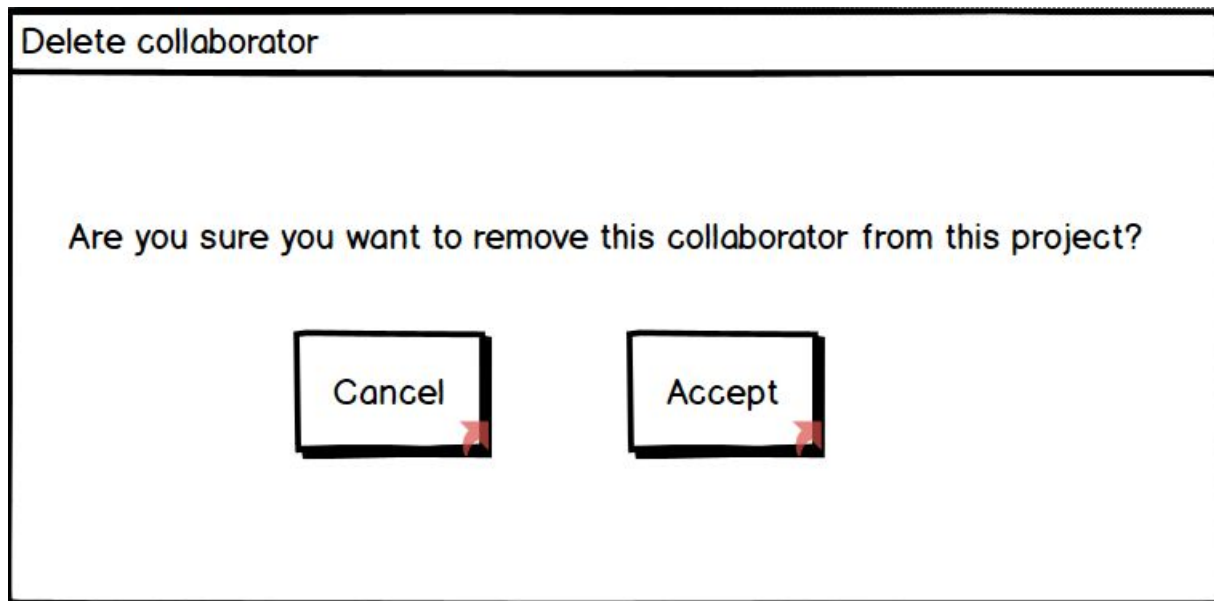 Delete collaborator
Are you sure you want to remove this collaborator from this project?
Cancel
Accept